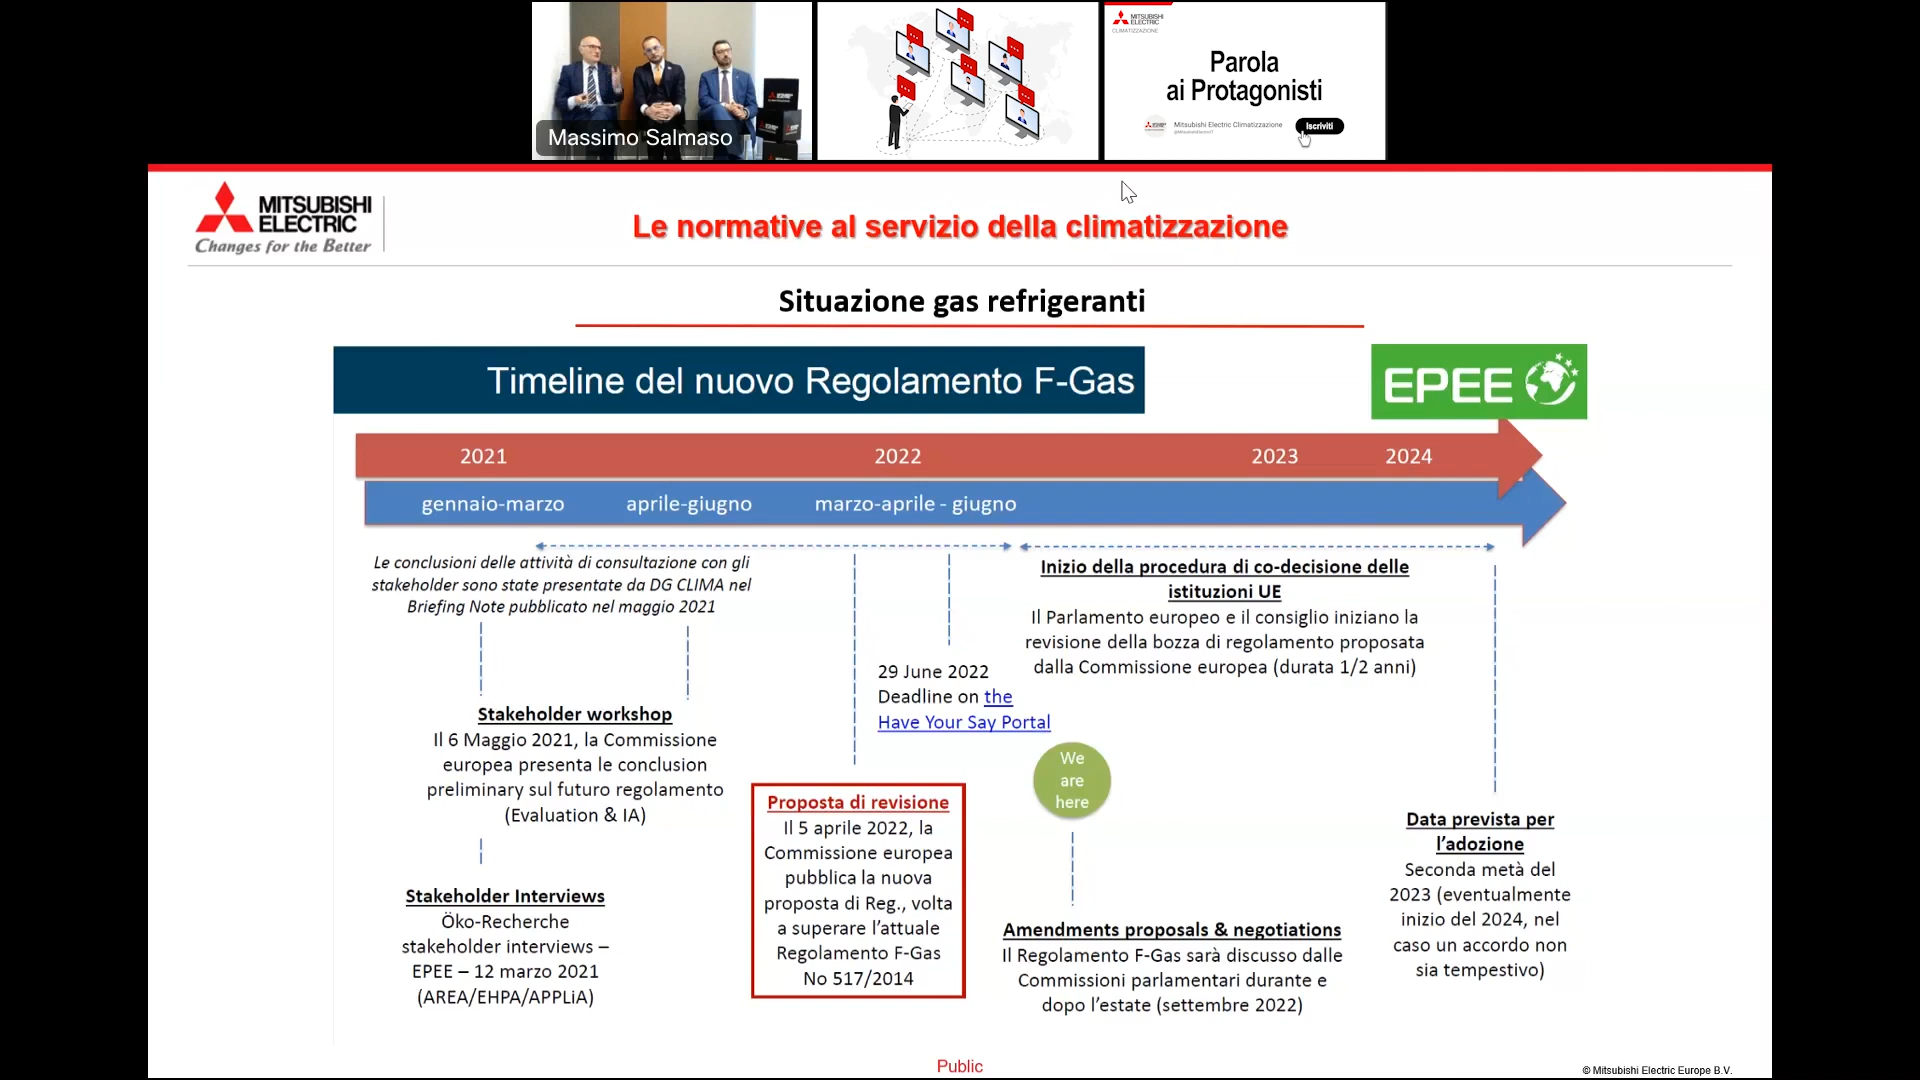 Massimo Salmaso
MITSUBISHI
ELECTRIC
CLIMATIZZAZIONE
Parola
ai Protagonisti
Mitsubishi Electric Climatizzazione
Iscriviti
MITSUBISHI
ELECTRIC
Changes for the Better
Le normative al servizio della climatizzazione
Situazione gas refrigeranti
Timeline del nuovo Regolamento F-Gas
EPEE
2021
2022
2023
2024
gennaio-marzo
aprile-giugno
marzo-aprile - giugno
Le conclusioni delle attività di consultazione con gli
stakeholder sono state presentate da DG CLIMA nel
Briefing Note pubblicato nel maggio 2021
Inizio della procedura di co-decisione delle
istituzioni UE
Il Parlamento europeo e il consiglio iniziano la
revisione della bozza di regolamento proposata
dalla Commissione europea (durata 1/2 anni)
29 June 2022
Deadline on the
Have Your Say Portal
Stakeholder workshop
Il 6 Maggio 2021, la Commissione
europea presenta le conclusion
preliminary sul futuro regolamento
(Evaluation & IA)
We
are
here
Proposta di revisione
Il 5 aprile 2022, la
Commissione europea
pubblica la nuova
proposta di Reg., volta
a superare l'attuale
Regolamento F-Gas
No 517/2014
Data prevista per
l'adozione
Seconda metà del
2023 (eventualmente
inizio del 2024, nel
caso un accordo non
sia tempestivo)
Stakeholder Interviews
Öko-Recherche
stakeholder interviews –
EPEE – 12 marzo 2021
(AREA/EHPA/APPLiA)
Amendments proposals & negotiations
Il Regolamento F-Gas sarà discusso dalle
Commissioni parlamentari durante e
dopo l'estate (settembre 2022)
Public
© Mitsubishi Electric Europe B.V.